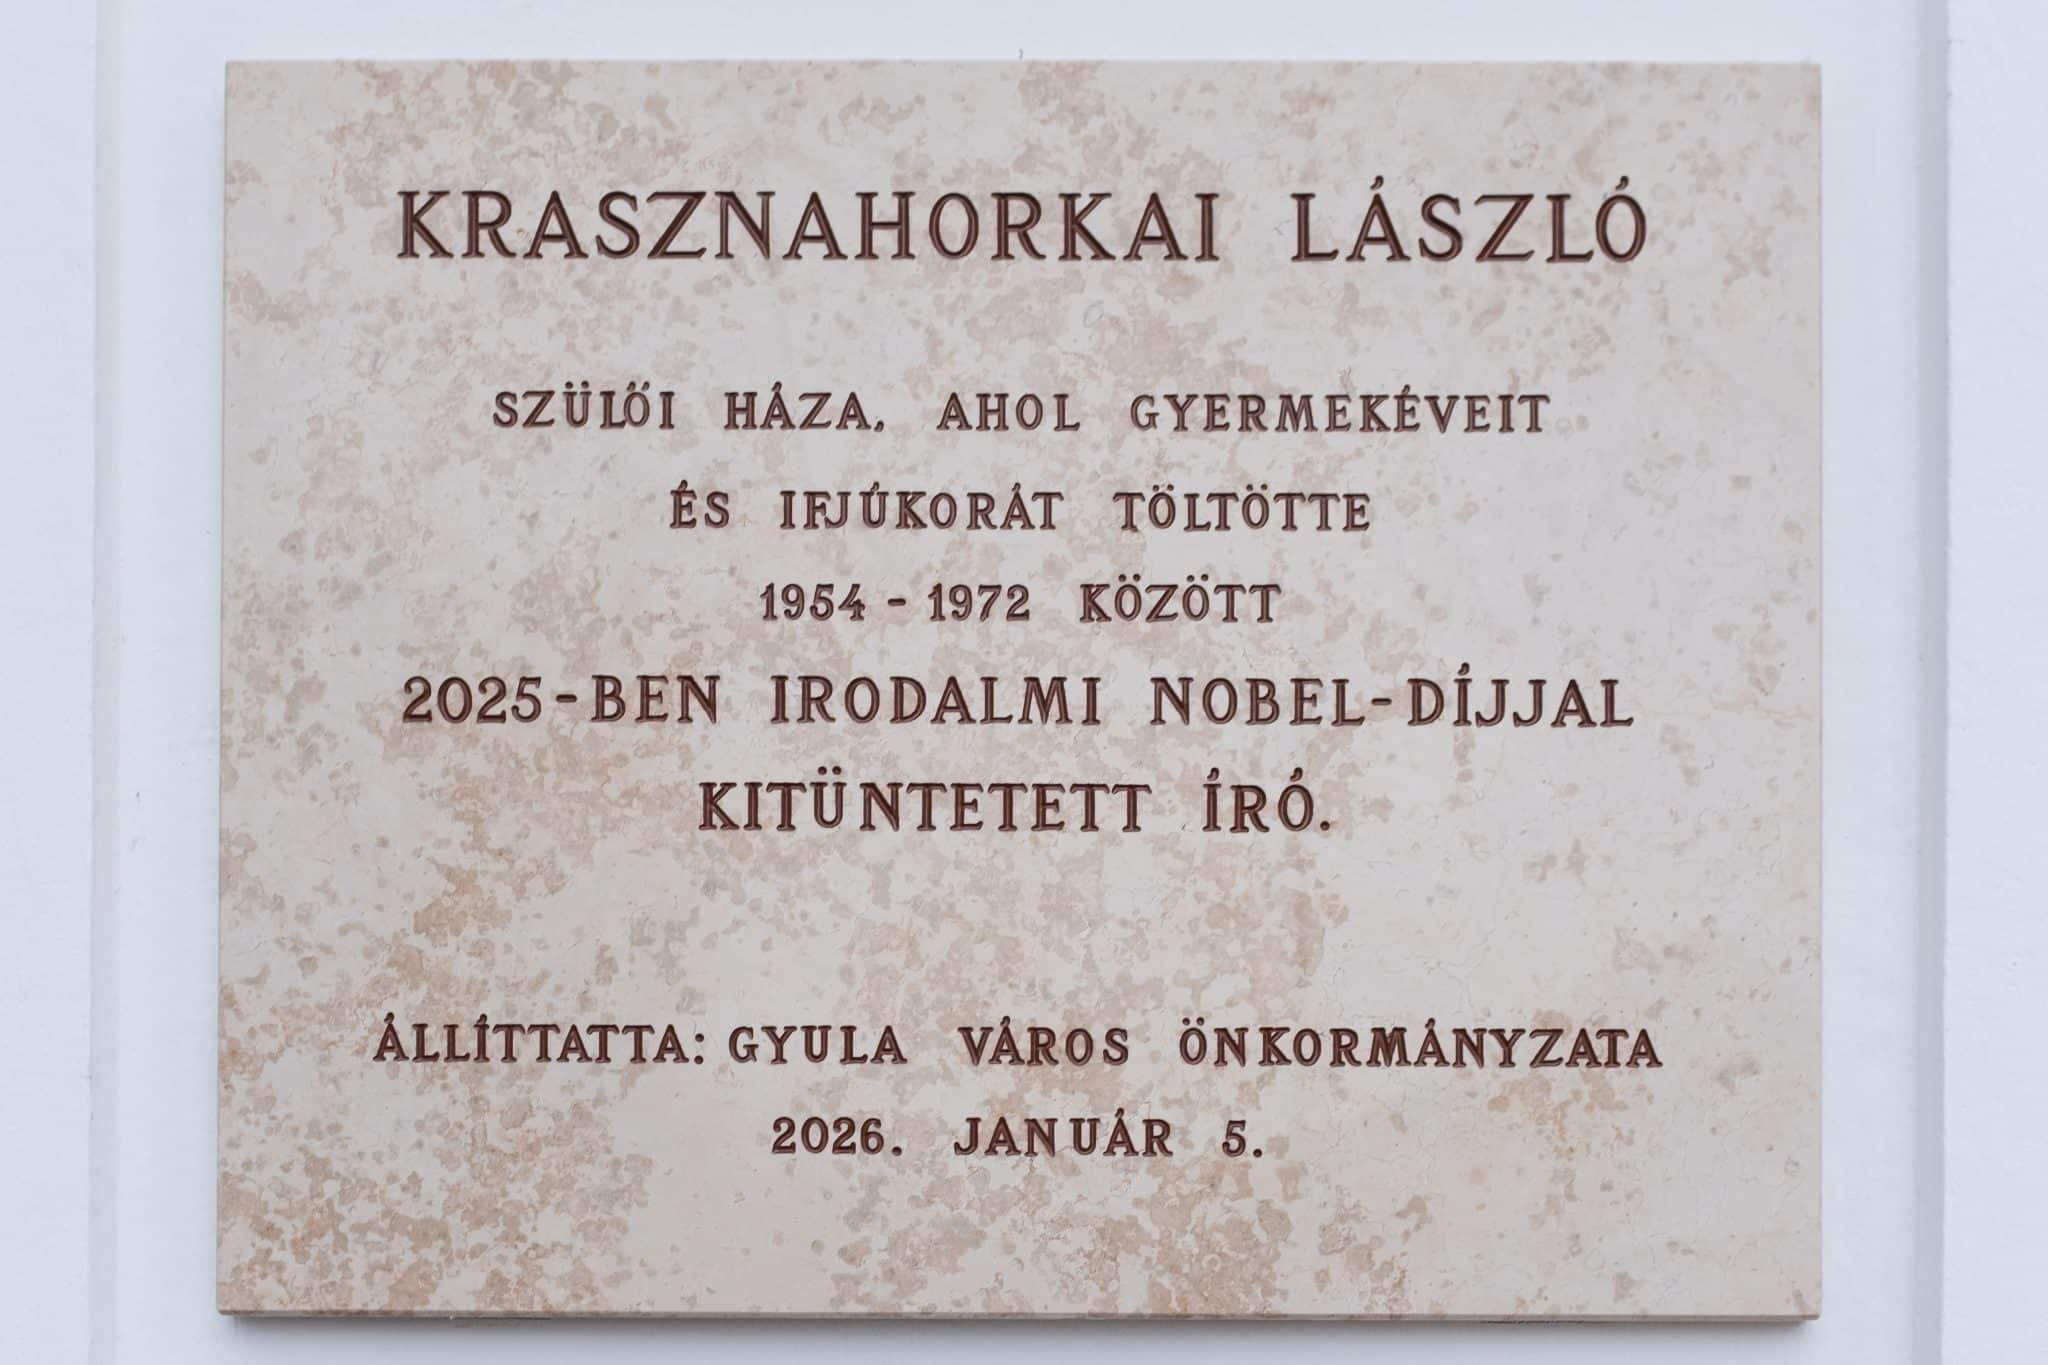 KRASZNAHORKAI LÁSZLÓ
SZÜLŐI HÁZA, AHOL GYERMEKÉVEIT
ÉS IFJÚKORÁT TÖLTÖTTE
1954 - 1972 KÖZÖTT
2025-BEN IRODALMI NOBEL-DÍJJAL
KITÜNTETETT ÍRÓ.
ÁLLÍTTATTA: GYULA VÁROS ÖNKORMÁNYZATA
2026. JANUÁR 5.